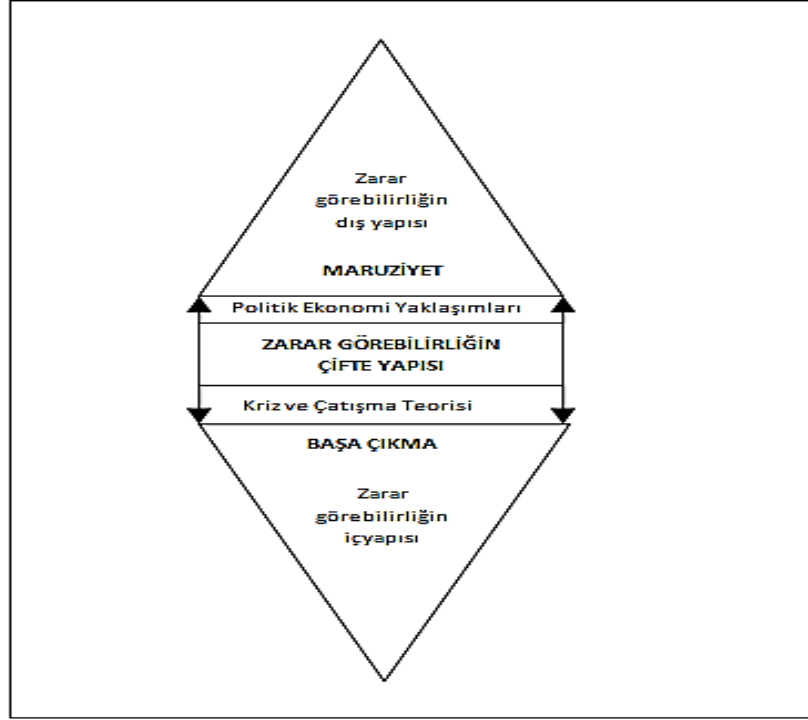 Zarar
görebilirliğin
dış yapısı
MARUZİYET
Politik Ekonomi Yaklaşımları
ZARAR GÖREBİLİRLİĞİN
ÇİFTE YAPISI
Kriz ve Çatışma Teorisi
BAŞA ÇIKMA
Zarar
görebilirliğin
içyapısı